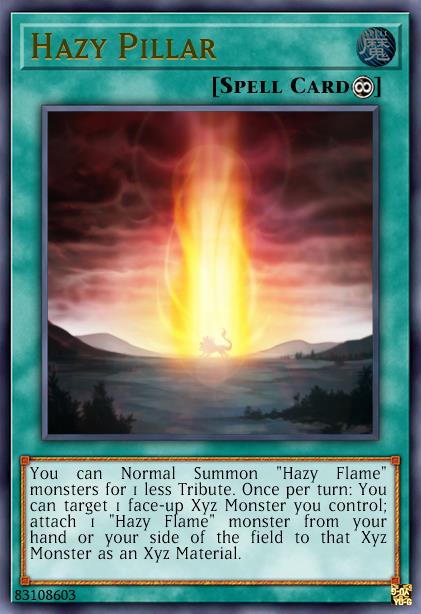 HAZY PILLAR
SPELL
魔
[SPELL CARD]
You can Normal Summon "Hazy Flame"
monsters for 1 less Tribute. Once per turn: You
can target 1 face-up Xyz Monster you control;
attach 1 "Hazy Flame" monster from your
hand or your side of the field to that Xyz
Monster as an Xyz Material.
83108603